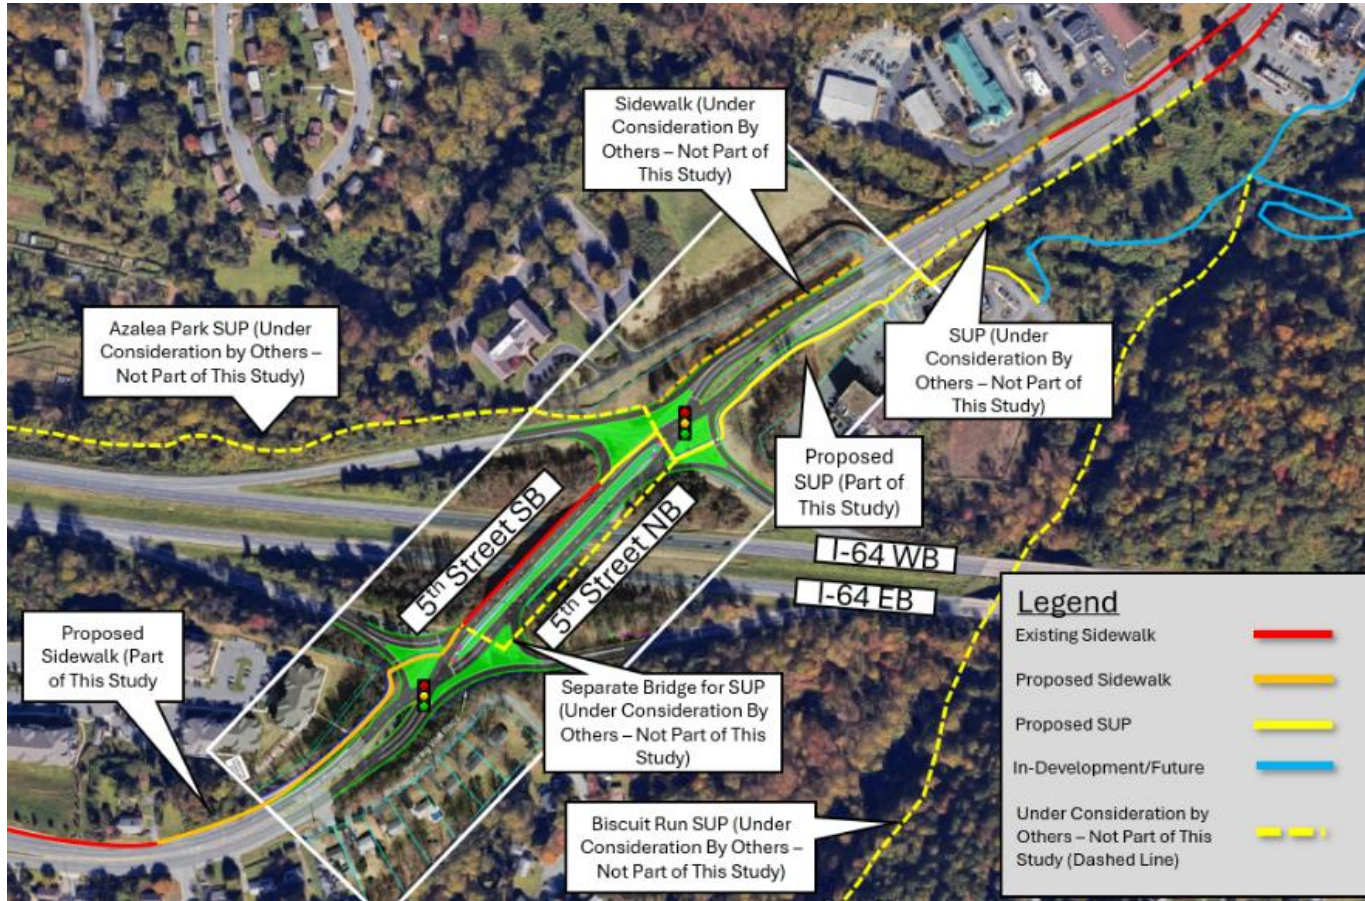 Sidewalk (Under
Consideration By
Others – Not Part of
This Study)
Azalea Park SUP (Under
Consideration by Others –
Not Part of This Study)
SUP (Under
Consideration By
Others – Not Part of
This Study)
Proposed
SUP (Part of
This Study)
5th Street SB
5th Street NB
I-64 WB
I-64 EB
Proposed
Sidewalk (Part
of This Study
Separate Bridge for SUP
(Under Consideration By
Others – Not Part of This
Study)
Biscuit Run SUP (Under
Consideration By Others –
Not Part of This Study)
Legend
Existing Sidewalk
Proposed Sidewalk
Proposed SUP
In-Development/Future
Under Consideration by
Others – Not Part of This
Study (Dashed Line)